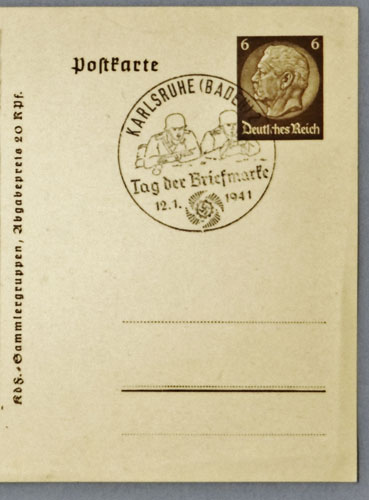 Postkarte
6 6
Deutsches Reich
KARLSRUHE (BADEN)
Tag der Briefmarke
12.1. 1941
KdF.-Sammlergruppen, Abgabepreis 20 RPf.